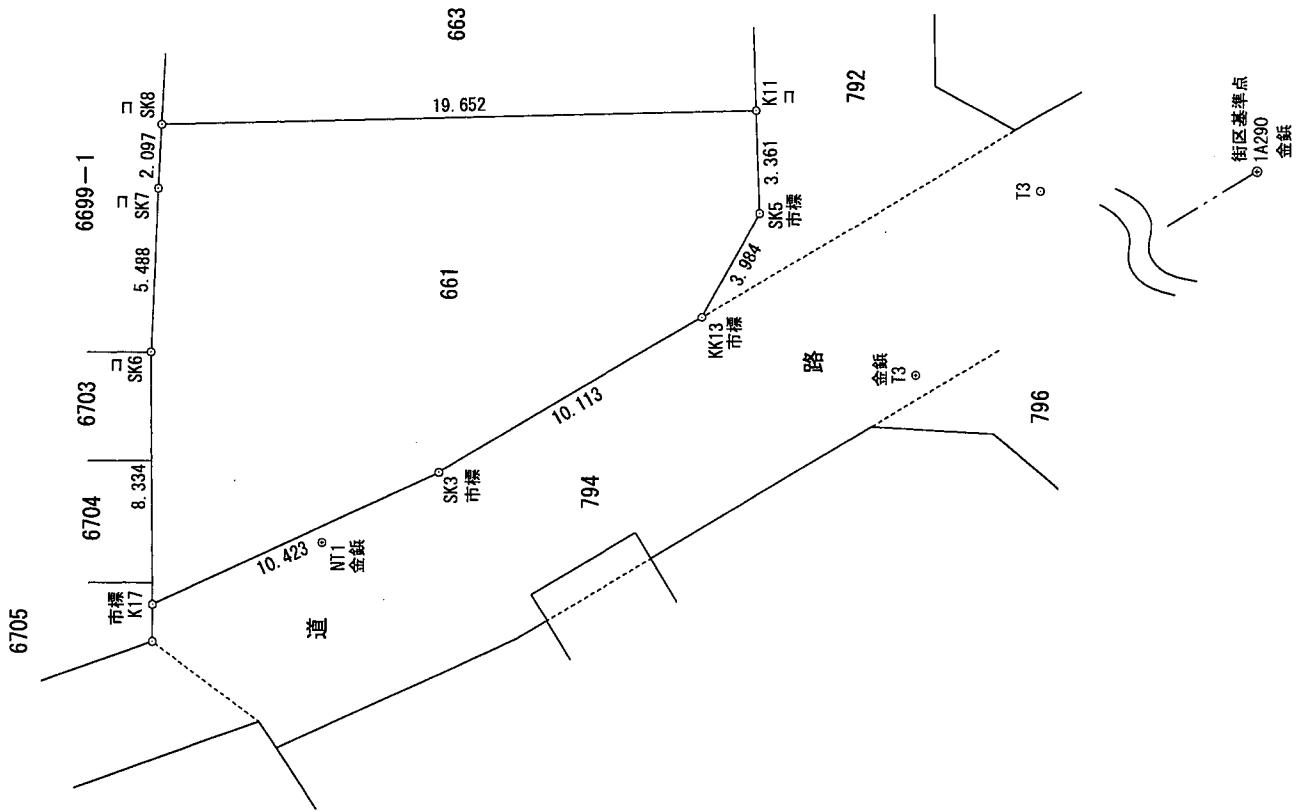 6705
6704
6703
6699-1
663
市標
K17
8.334
SK6
コ
5.488
SK7
コ
2.097
SK8
コ
19.652
10.423
NT1
金鋲
道
SK3
市標
661
10.113
794
KK13
市標
3.984
SK5
市標
3.361
K11
コ
792
路
金鋲
T3
T3
796
街区基準点
1A290
金鋲